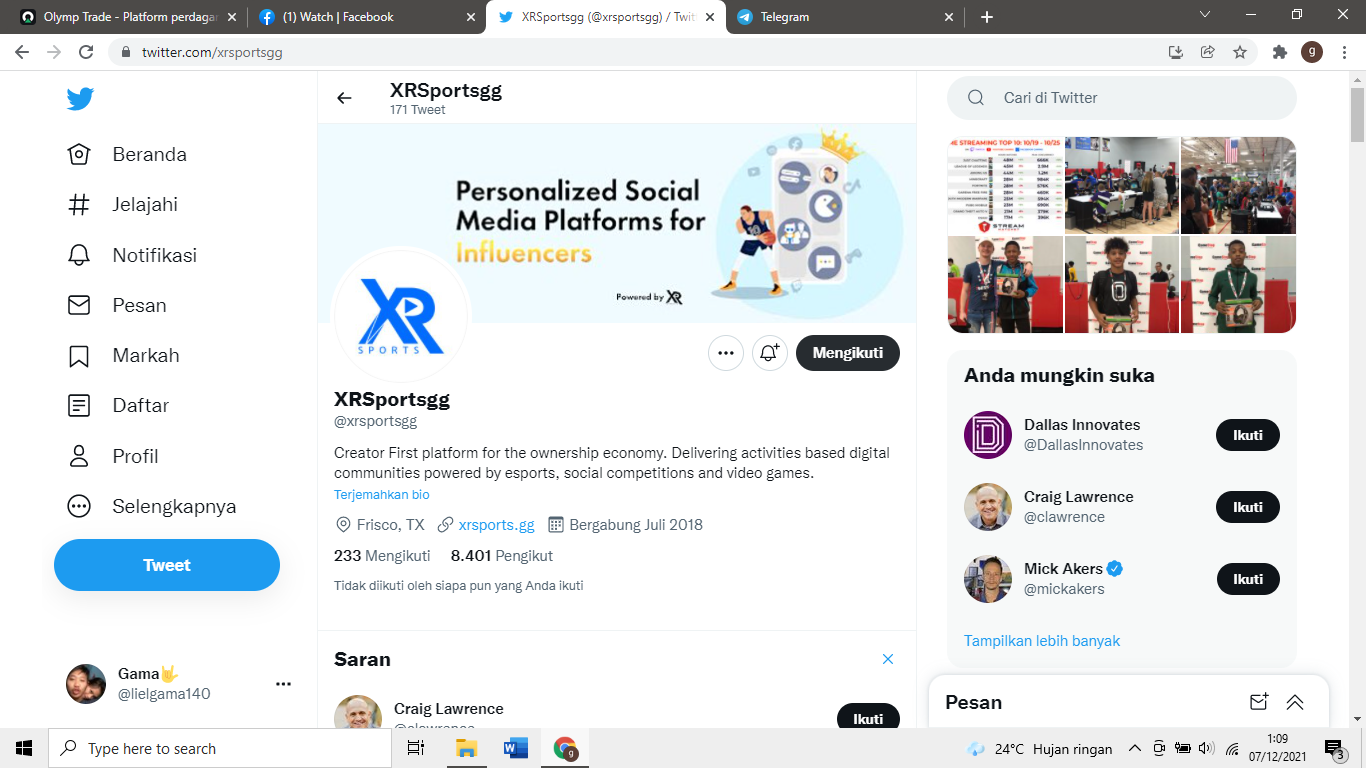 Olymp Trade - Platform perdagan
(1) Watch | Facebook
XRSportsgg (@xrsportsgg) / Twitt
Telegram
twitter.com/xrsportsgg
g
XRSportsgg
171 Tweet
Cari di Twitter
Beranda
Jelajahi
Notifikasi
Pesan
Markah
Daftar
Profil
Selengkapnya
Tweet
Gama
@lielgama140
Personalized Social
Media Platforms for
Influencers
Powered by XR
XR
SPORTS
Mengikuti
XRSportsgg
@xrsportsgg
Creator First platform for the ownership economy. Delivering activities based digital
communities powered by esports, social competitions and video games.
Terjemahkan bio
Frisco, TX xrsports.gg Bergabung Juli 2018
233 Mengikuti 8.401 Pengikut
Tidak diikuti oleh siapa pun yang Anda ikuti
Saran
Craig Lawrence
@clawrence
Ikuti
ME STREAMING TOP 10: 10/19 - 10/25
STREAM
Anda mungkin suka
Dallas Innovates
@DallasInnovates
Ikuti
Craig Lawrence
@clawrence
Ikuti
Mick Akers
@mickakers
Ikuti
Tampilkan lebih banyak
Pesan
Type here to search
24°C Hujan ringan
1:09
07/12/2021
3